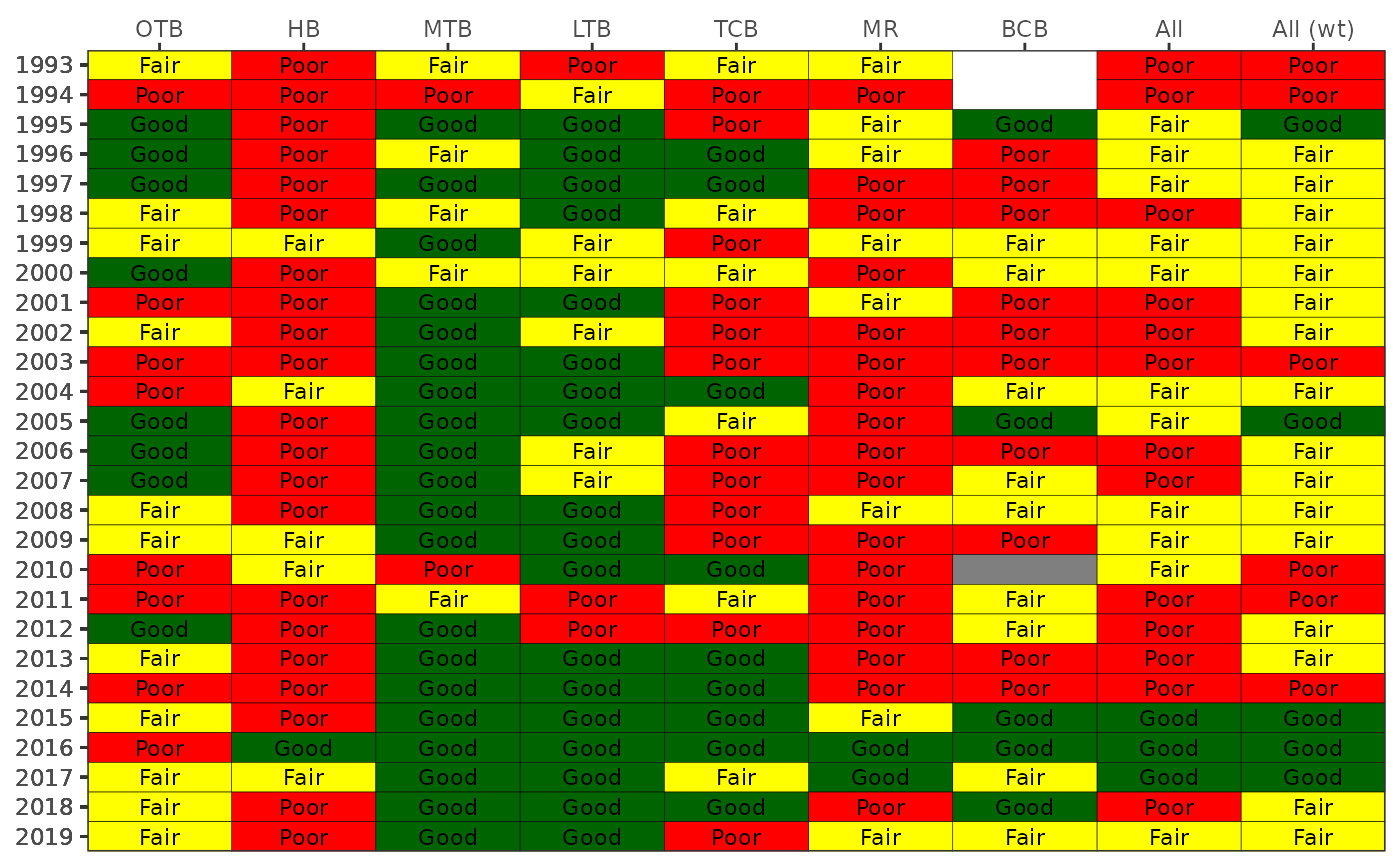 OTB HB MTB LTB TCB MR BCB All All (wt)
1993 Fair Poor Fair Poor Fair Fair Poor Poor
1994 Poor Poor Poor Fair Poor Poor Poor Poor
1995 Good Poor Good Good Poor Fair Good Fair Good
1996 Good Poor Fair Good Good Fair Poor Fair Fair
1997 Good Poor Good Good Good Poor Poor Fair Fair
1998 Fair Poor Fair Good Fair Poor Poor Poor Fair
1999 Fair Fair Good Fair Poor Fair Fair Fair Fair
2000 Good Poor Fair Fair Fair Poor Fair Fair Fair
2001 Poor Poor Good Good Poor Fair Poor Poor Fair
2002 Fair Poor Good Fair Poor Poor Poor Poor Fair
2003 Poor Poor Good Good Poor Poor Poor Poor Poor
2004 Poor Fair Good Good Good Poor Fair Fair Fair
2005 Good Poor Good Good Fair Poor Good Fair Good
2006 Good Poor Good Fair Poor Poor Poor Poor Fair
2007 Good Poor Good Fair Poor Poor Fair Poor Fair
2008 Fair Poor Good Good Poor Fair Fair Fair Fair
2009 Fair Fair Good Good Poor Poor Poor Fair Fair
2010 Poor Fair Poor Good Good Poor Fair Poor
2011 Poor Poor Fair Poor Fair Poor Fair Poor Poor
2012 Good Poor Good Poor Poor Poor Fair Poor Fair
2013 Fair Poor Good Good Good Poor Poor Poor Fair
2014 Poor Poor Good Good Good Poor Poor Poor Poor
2015 Fair Poor Good Good Good Fair Good Good Good
2016 Poor Good Good Good Good Good Good Good Good
2017 Fair Fair Good Good Fair Good Fair Good Good
2018 Fair Poor Good Good Good Poor Good Poor Fair
2019 Fair Poor Good Good Poor Fair Fair Fair Fair